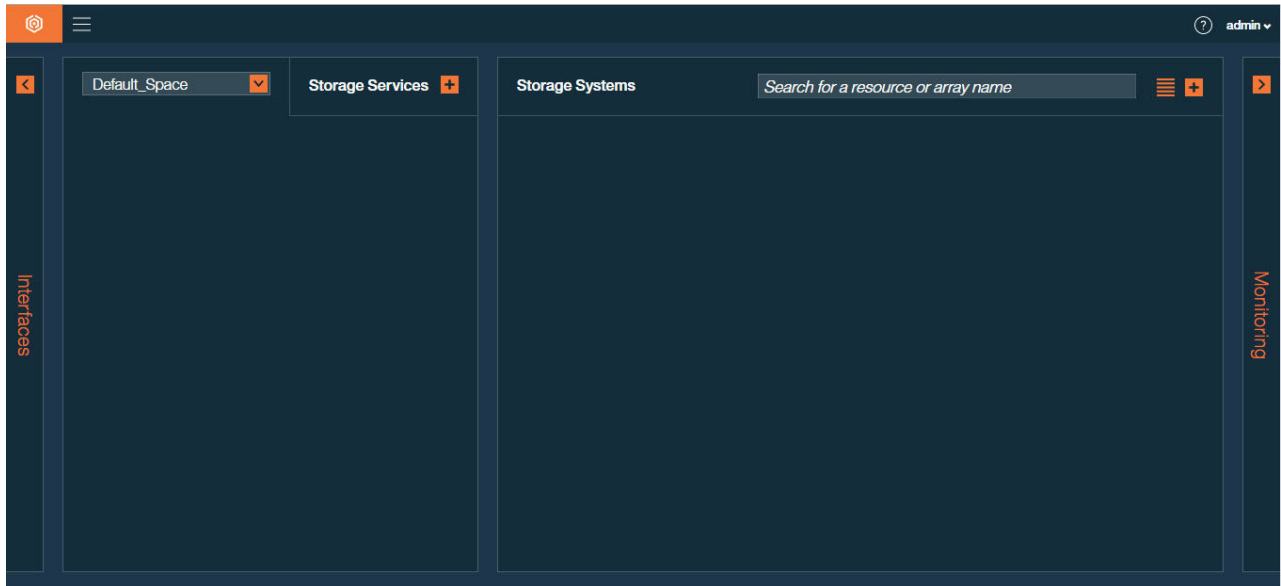 admin
Default_Space
Storage Services
Storage Systems
Search for a resource or array name
Interfaces
Monitoring